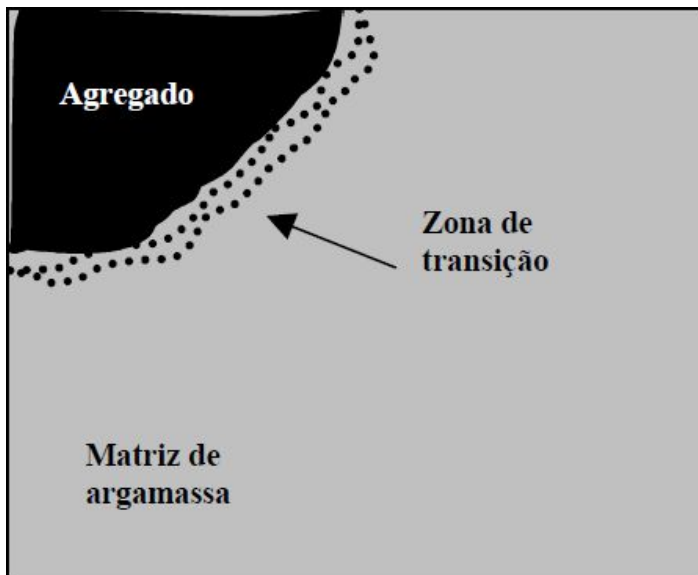 Agregado
Zona de
transição
Matriz de
argamassa